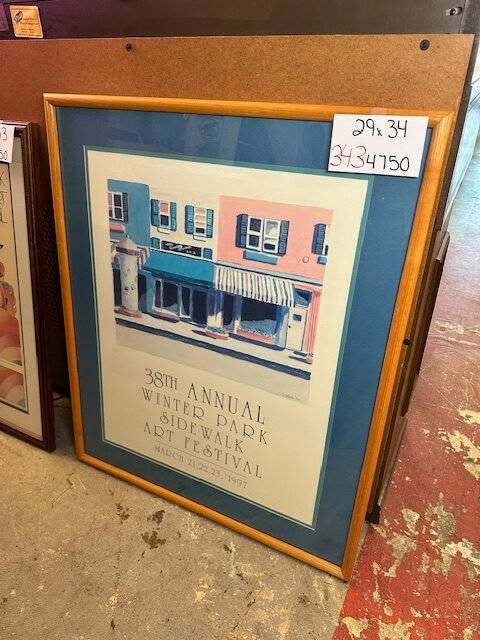 29x34
343 4750
38TH ANNUAL
WINTER PARK
SIDEWALK
ART FESTIVAL
MARCH 21, 22, 23, 1997